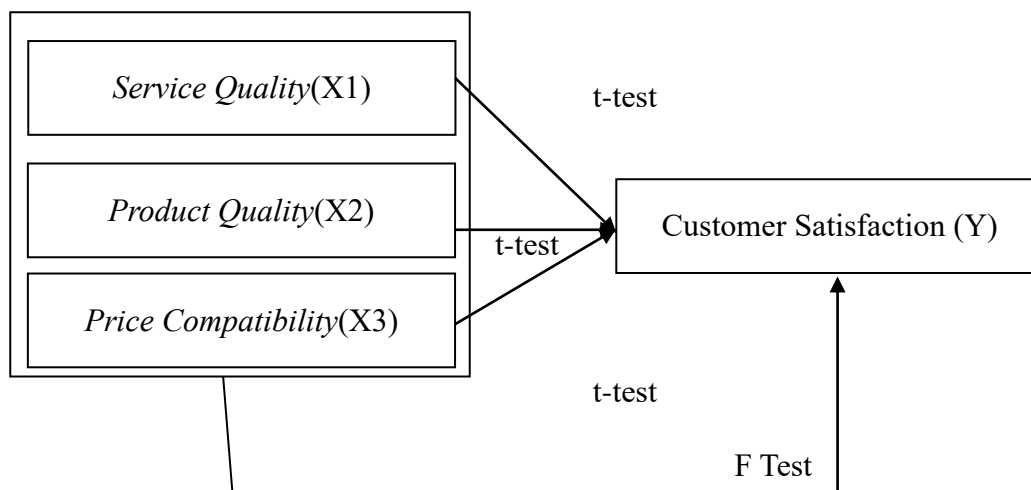 Service Quality(X1)
t-test
Product Quality(X2)
Customer Satisfaction (Y)
t-test
Price Compatibility(X3)
t-test
F Test